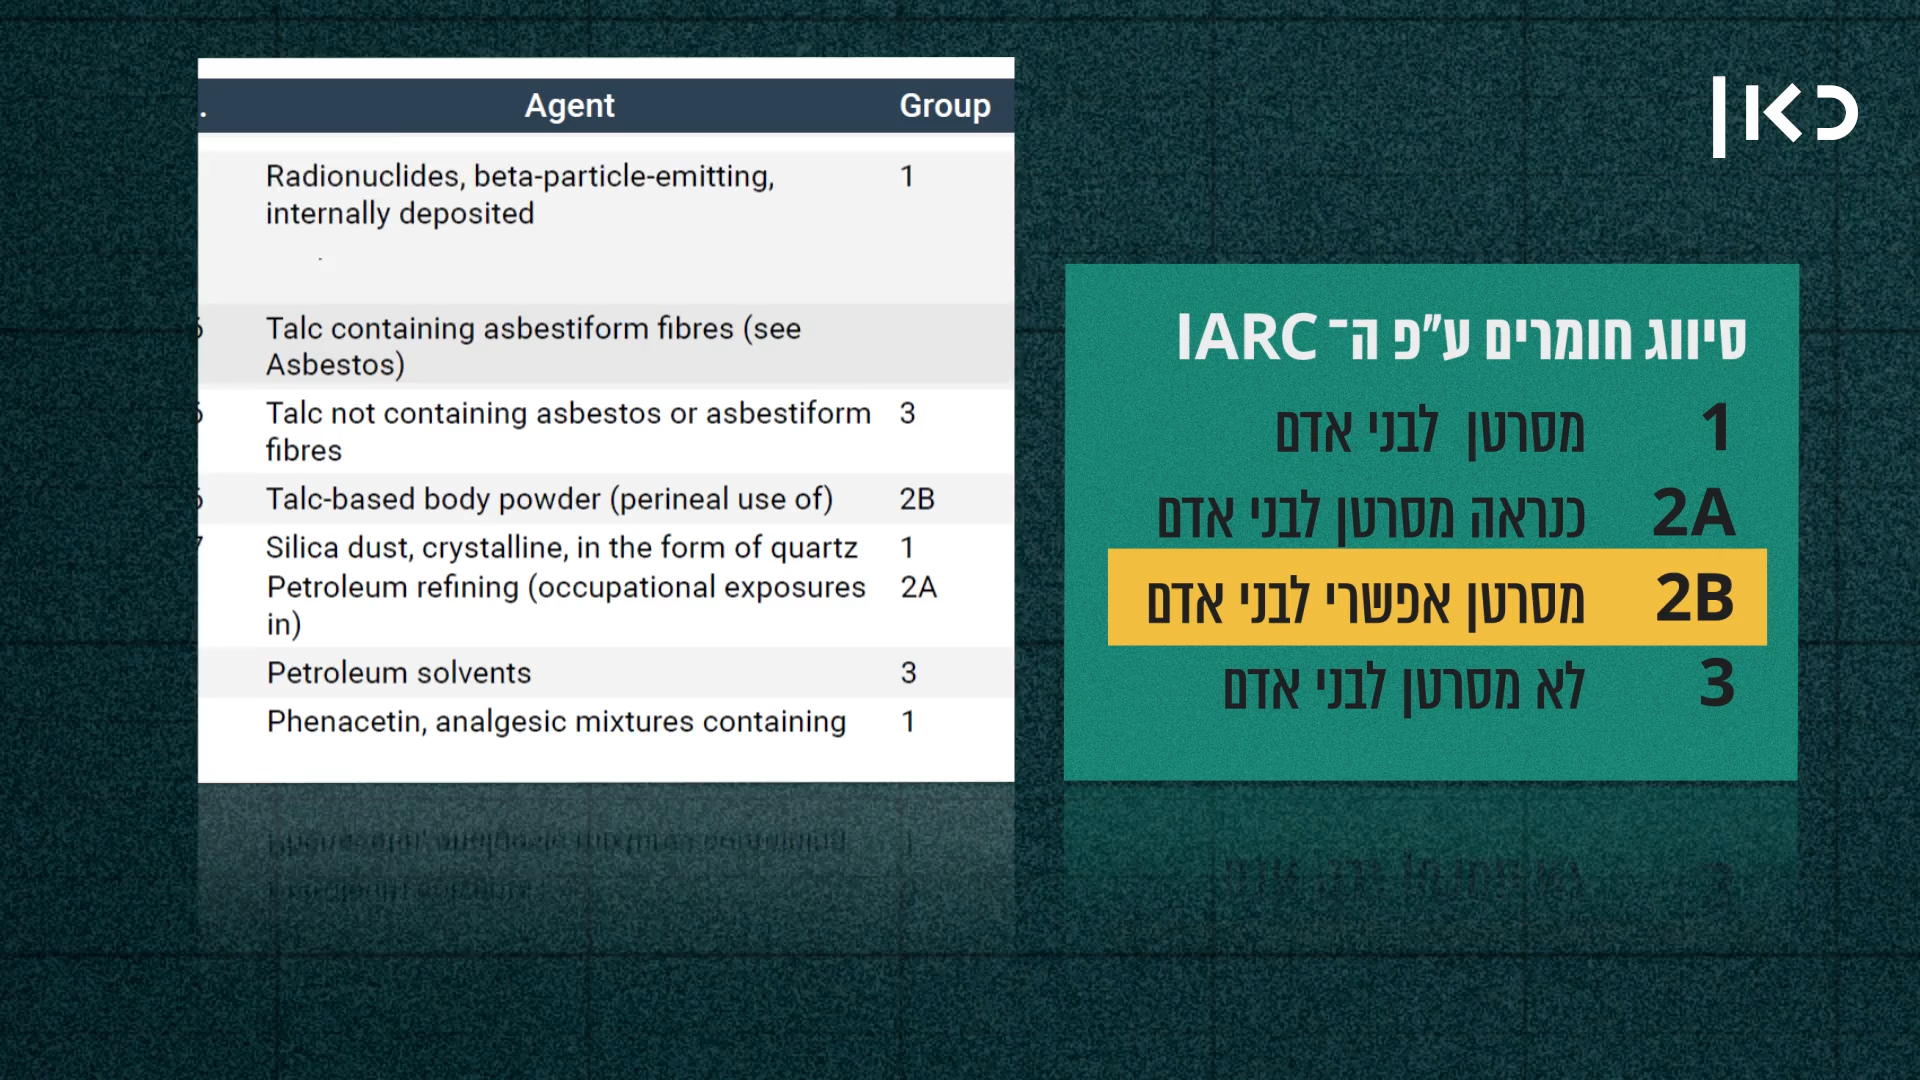 כאן
. Agent Group
Radionuclides, beta-particle-emitting, 1
internally deposited
Talc containing asbestiform fibres (see
Asbestos)
Talc not containing asbestos or asbestiform 3
fibres
Talc-based body powder (perineal use of) 2B
Silica dust, crystalline, in the form of quartz 1
Petroleum refining (occupational exposures 2A
in)
Petroleum solvents 3
Phenacetin, analgesic mixtures containing 1
סיווג חומרים ע"פ ה־IARC
1 מסרטן לבני אדם
2A כנראה מסרטן לבני אדם
2B מסרטן אפשרי לבני אדם
3 לא מסרטן לבני אדם